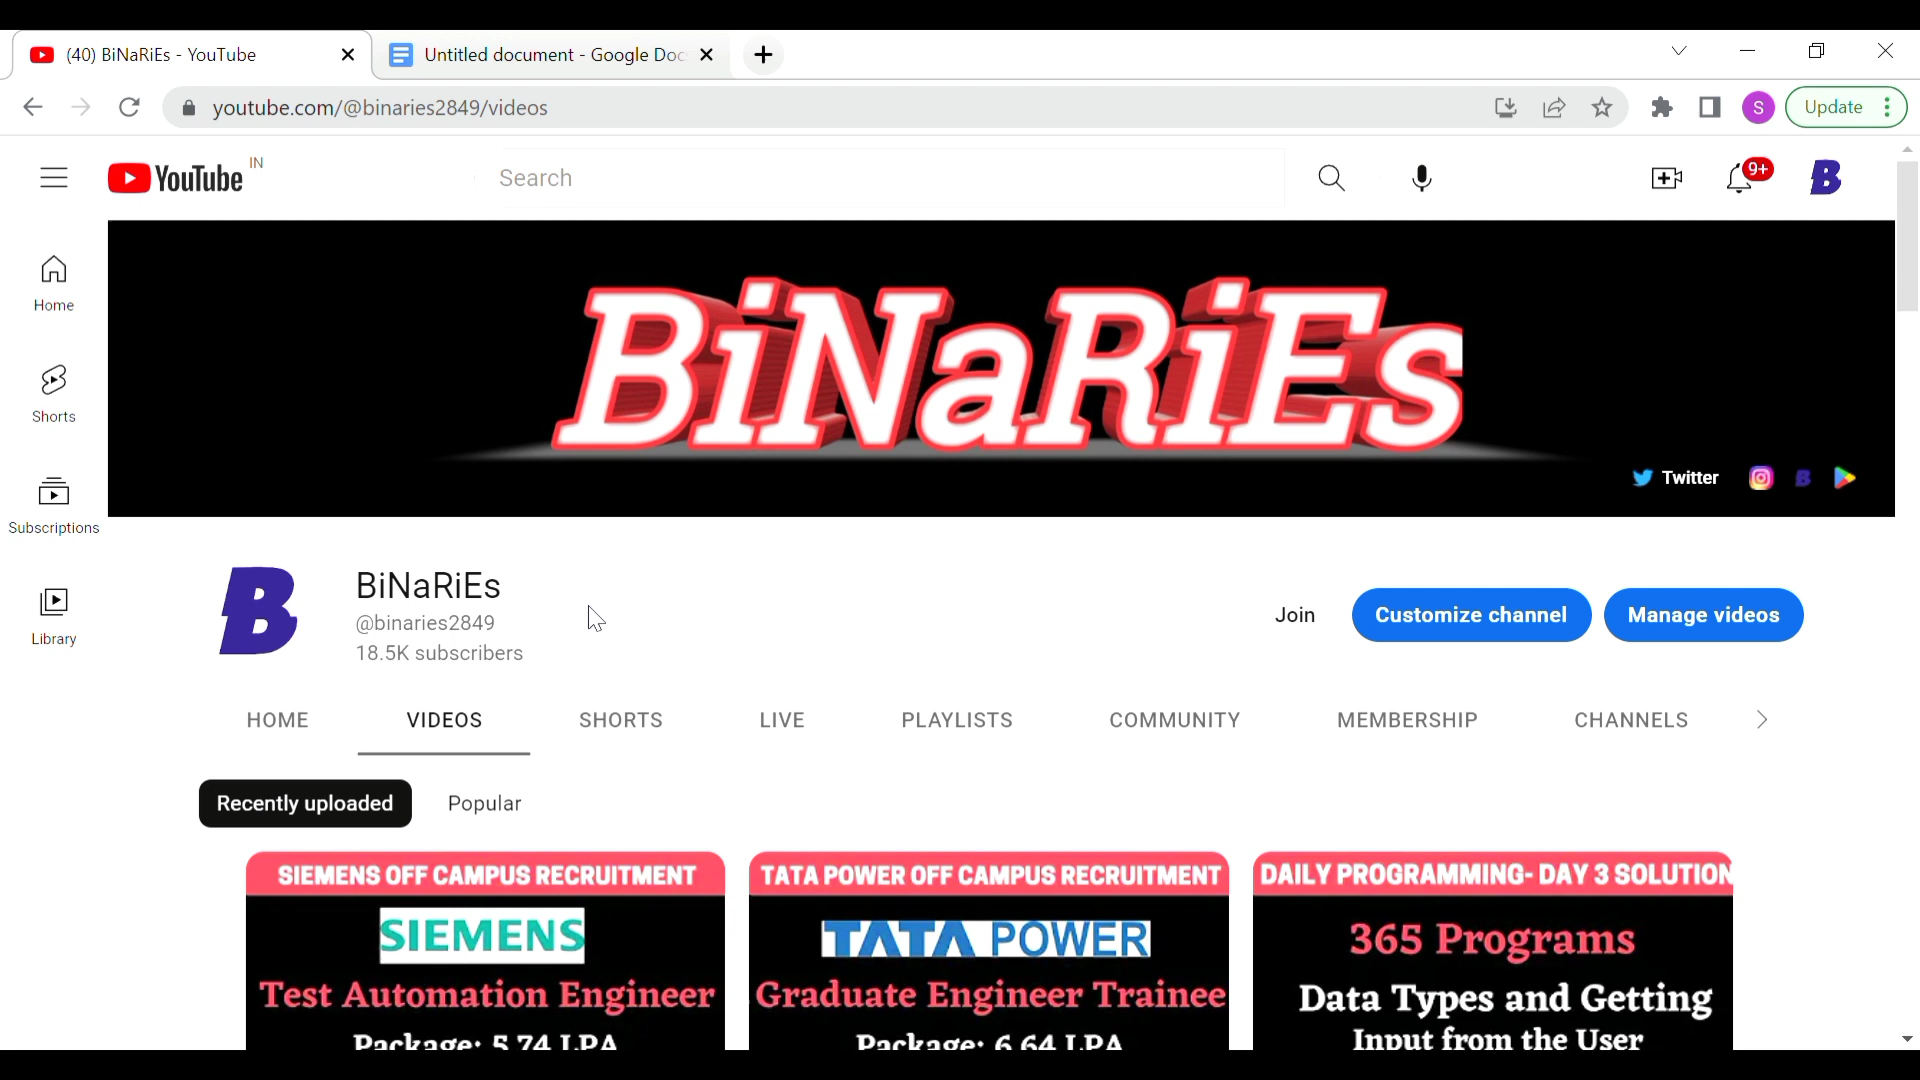 (40) BiNaRiEs - YouTube
Untitled document - Google Doc
youtube.com/@binaries2849/videos
S
Update
YouTube
IN
Search
9+
B
Home
Shorts
Subscriptions
Library
BiNaRiEs
Twitter
B
B
BiNaRiEs
@binaries2849
18.5K subscribers
Join
Customize channel
Manage videos
HOME
VIDEOS
SHORTS
LIVE
PLAYLISTS
COMMUNITY
MEMBERSHIP
CHANNELS
Recently uploaded
Popular
SIEMENS OFF CAMPUS RECRUITMENT
SIEMENS
Test Automation Engineer
Package: 5.74 LPA
TATA POWER OFF CAMPUS RECRUITMENT
TATA POWER
Graduate Engineer Trainee
Package: 6.64 LPA
DAILY PROGRAMMING- DAY 3 SOLUTION
365 Programs
Data Types and Getting
Input from the User